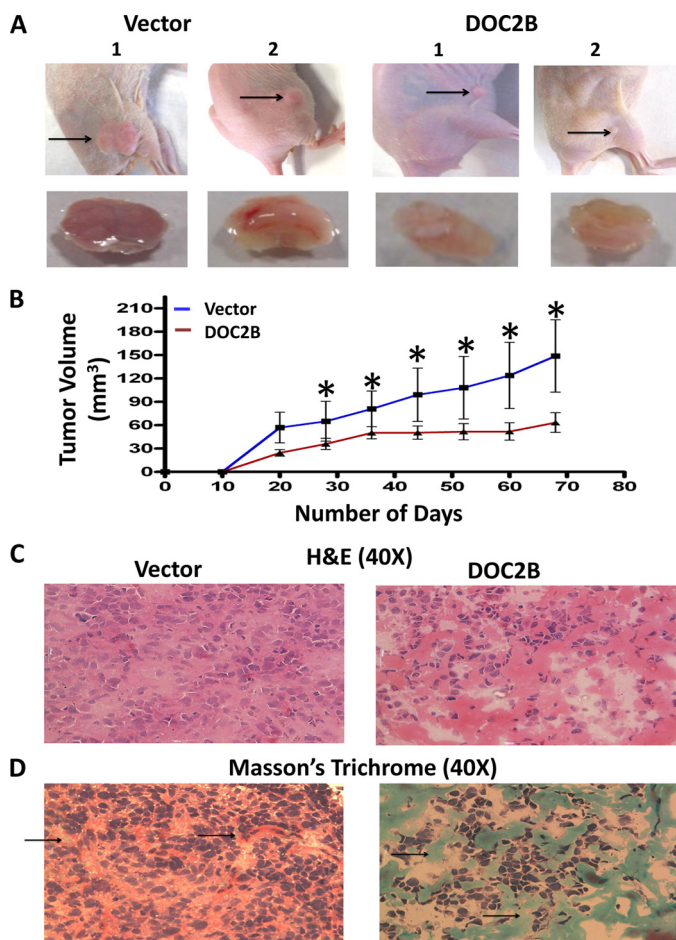 A Vector DOC2B
1 2 1 2
B
210
180
150
120
90
60
30
0
Tumor Volume
(mm³)
Vector
DOC2B
* * * * * *
0 10 20 30 40 50 60 70 80
Number of Days
C H&E (40X)
Vector DOC2B
D Masson's Trichrome (40X)